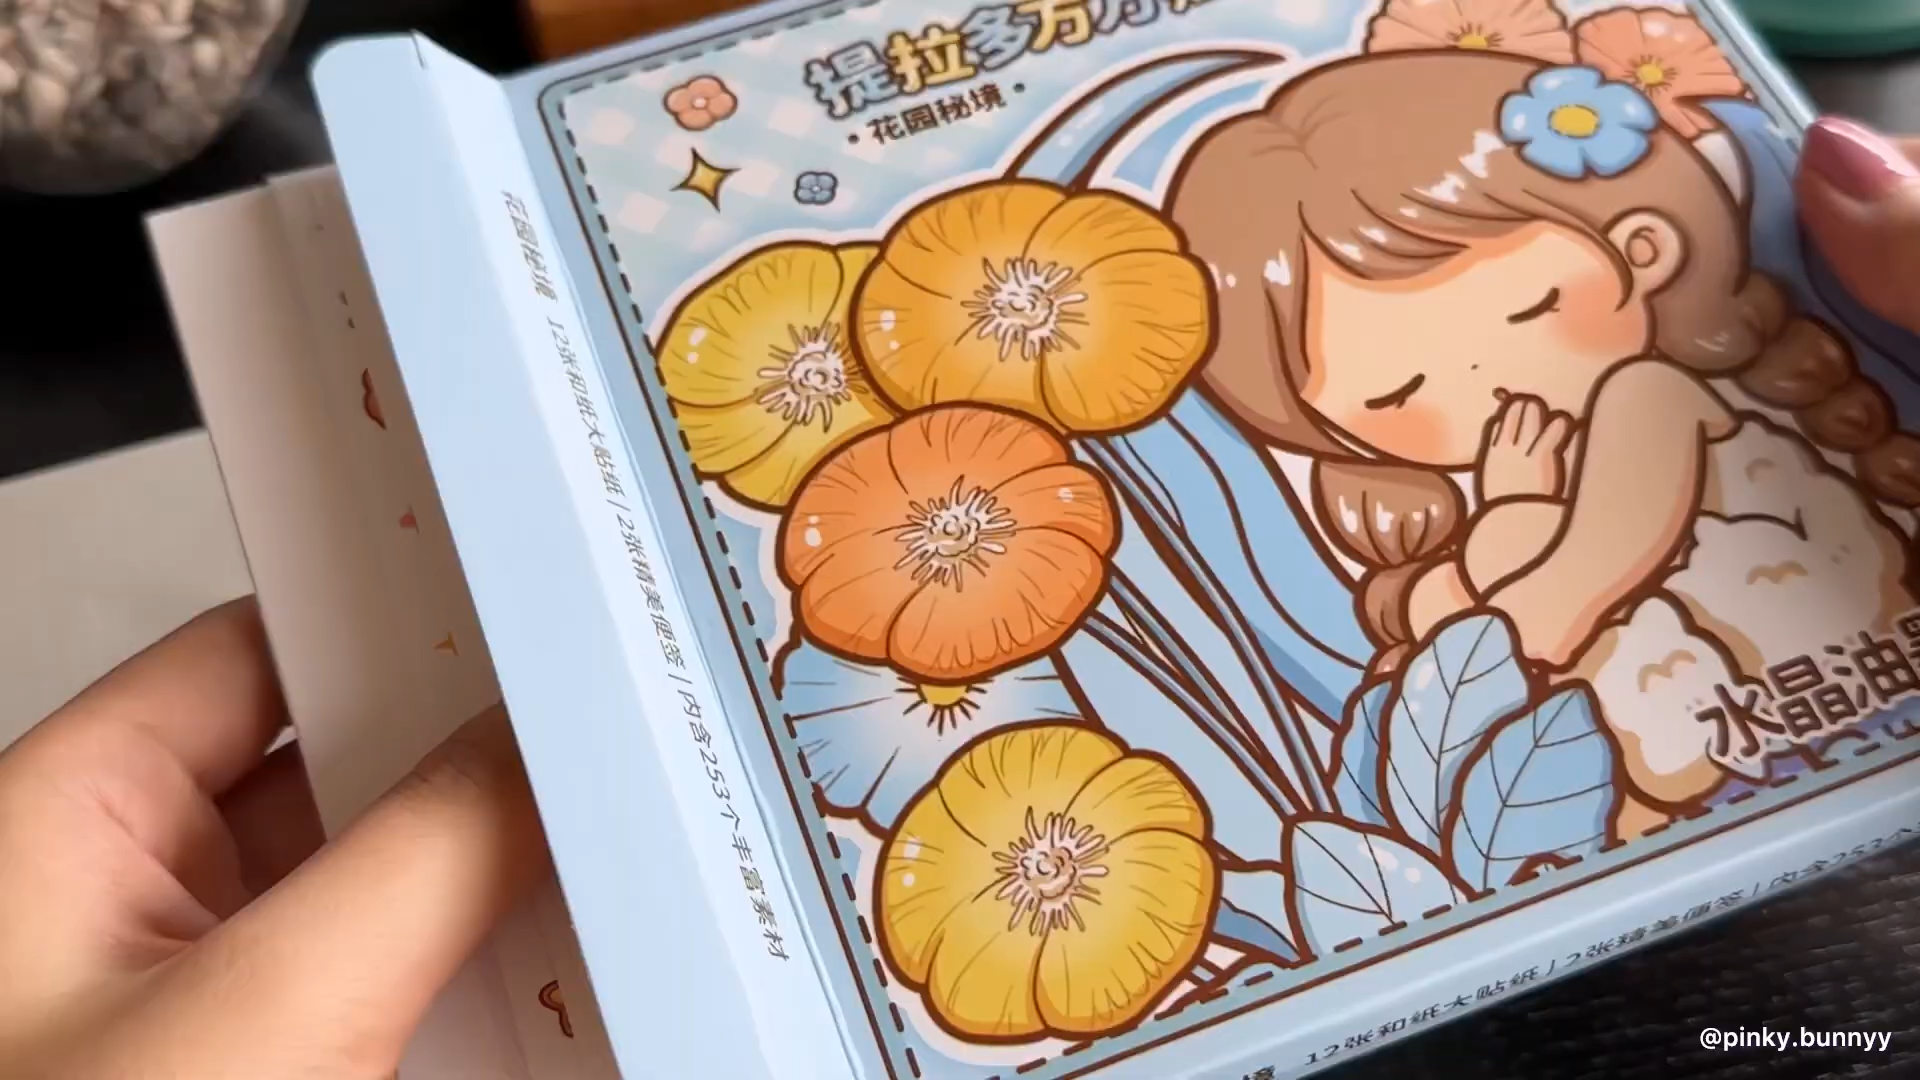 提拉多万
·花园秘境·
花园秘境 12张和纸大贴纸 | 2张精美便签 | 内含253个丰富素材
水晶油
境 12张和纸大贴纸 | 2张精美便签 | 内含253个
@pinky.bunnyy